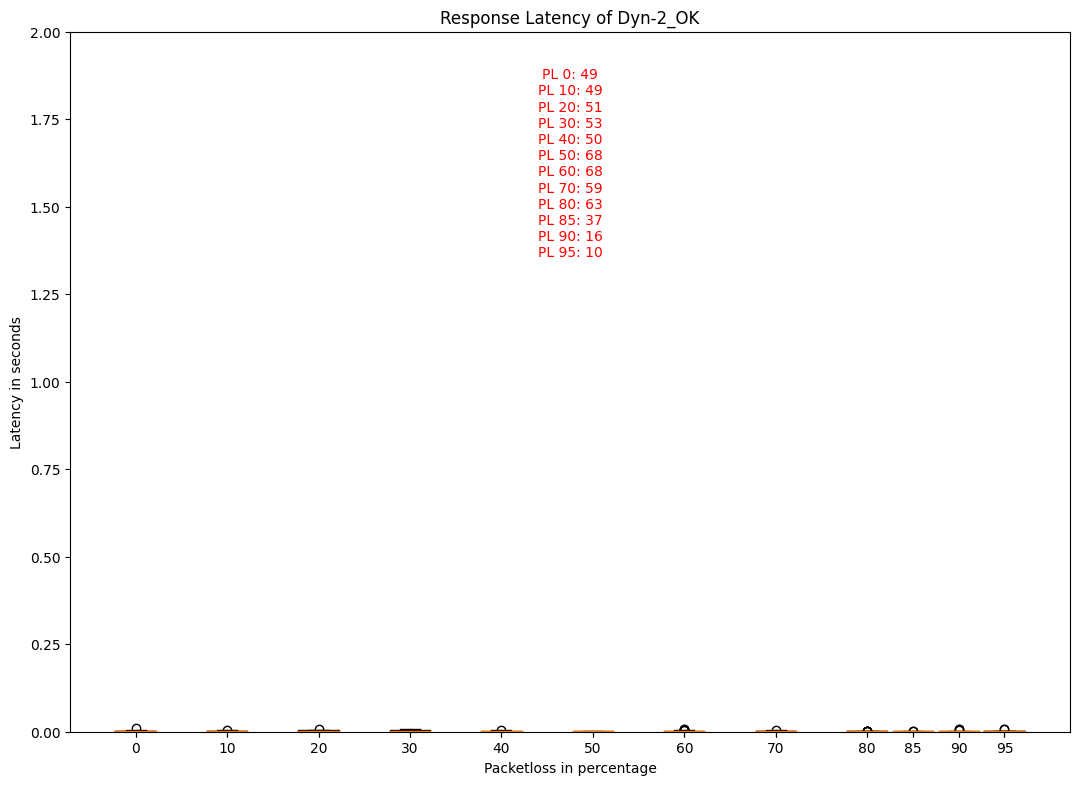 Response Latency of Dyn-2_OK
2.00
1.75
1.50
1.25
1.00
0.75
0.50
0.25
0.00
PL 0: 49
PL 10: 49
PL 20: 51
PL 30: 53
PL 40: 50
PL 50: 68
PL 60: 68
PL 70: 59
PL 80: 63
PL 85: 37
PL 90: 16
PL 95: 10
Latency in seconds
0 10 20 30 40 50 60 70 80 85 90 95
Packetloss in percentage